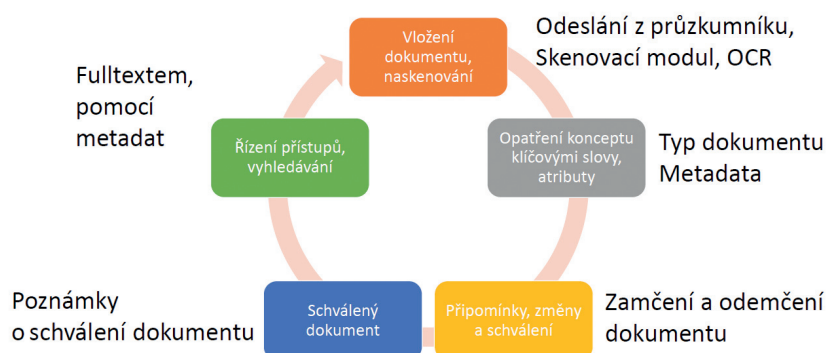 Vložení
dokumentu,
naskenování
Odeslání z průzkumníku,
Skenovací modul, OCR
Opatření konceptu
klíčovými slovy,
atributy
Typ dokumentu
Metadata
Připomínky, změny
a schválení
Zamčení a odemčení
dokumentu
Schválený
dokument
Poznámky
o schválení dokumentu
Řízení přístupů,
vyhledávání
Fulltextem,
pomocí
metadat